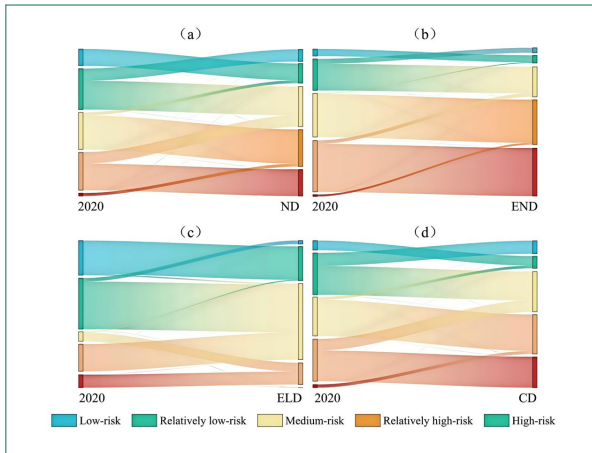 (a)
(b)
2020
ND
2020
END
(c)
(d)
2020
ELD
2020
CD
Low-risk
Relatively low-risk
Medium-risk
Relatively high-risk
High-risk